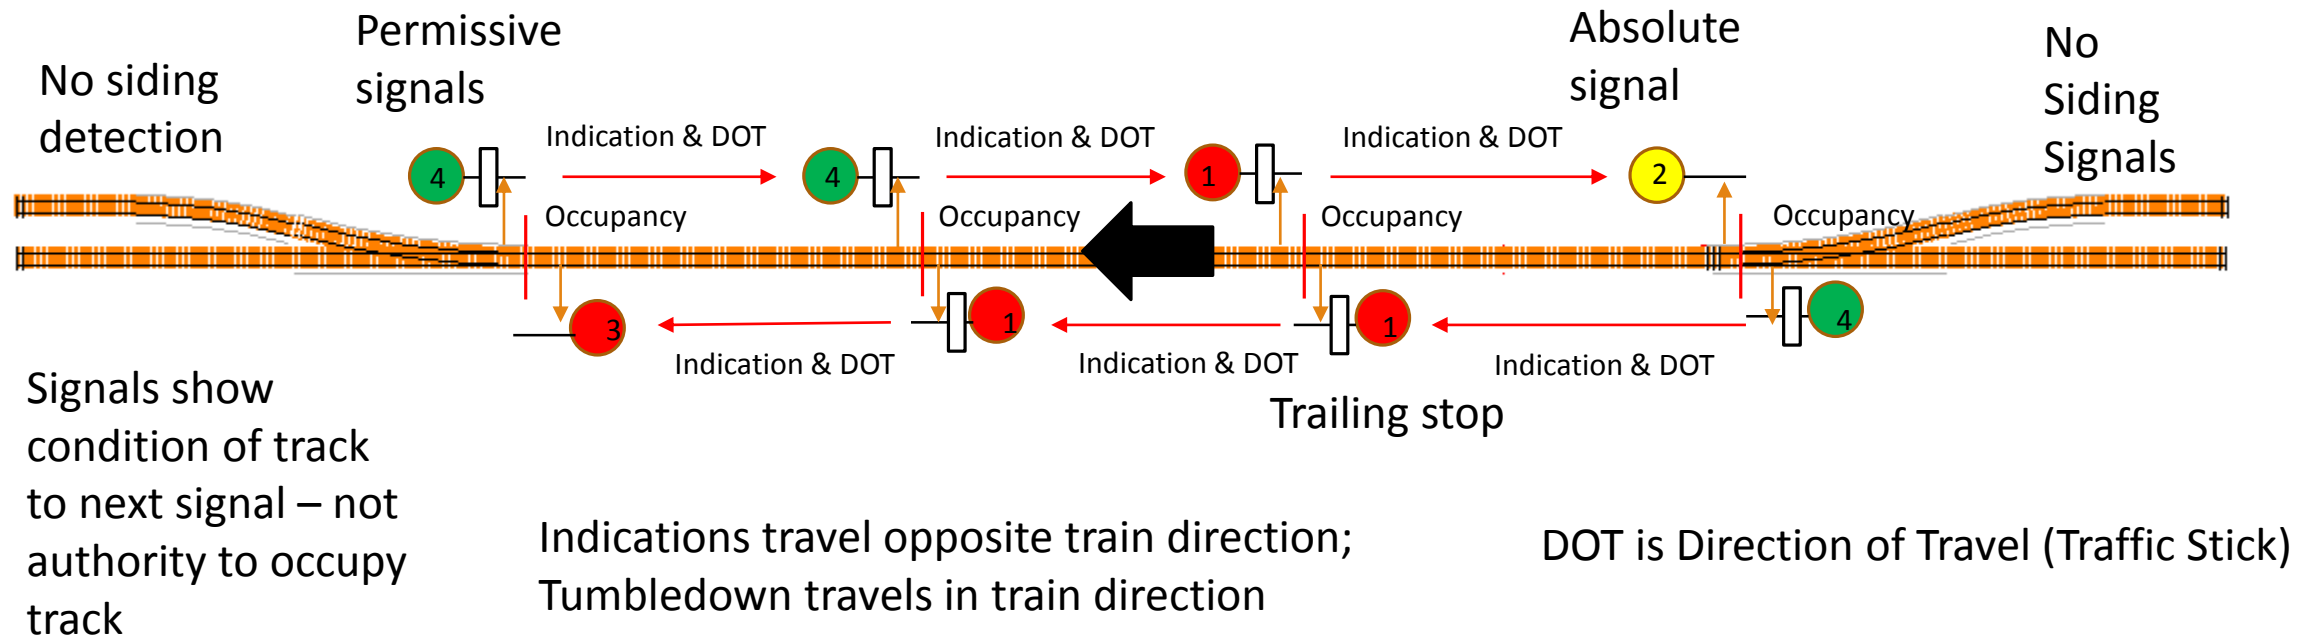 Permissive
signals
Absolute
signal
No
Siding
Signals
No siding
detection
Indication & DOT
Indication & DOT
Indication & DOT
4
4
1
2
Occupancy
Occupancy
Occupancy
Occupancy
3
1
1
4
Indication & DOT
Indication & DOT
Indication & DOT
Trailing stop
Signals show
condition of track
to next signal – not
authority to occupy
track
Indications travel opposite train direction;
Tumbledown travels in train direction
DOT is Direction of Travel (Traffic Stick)